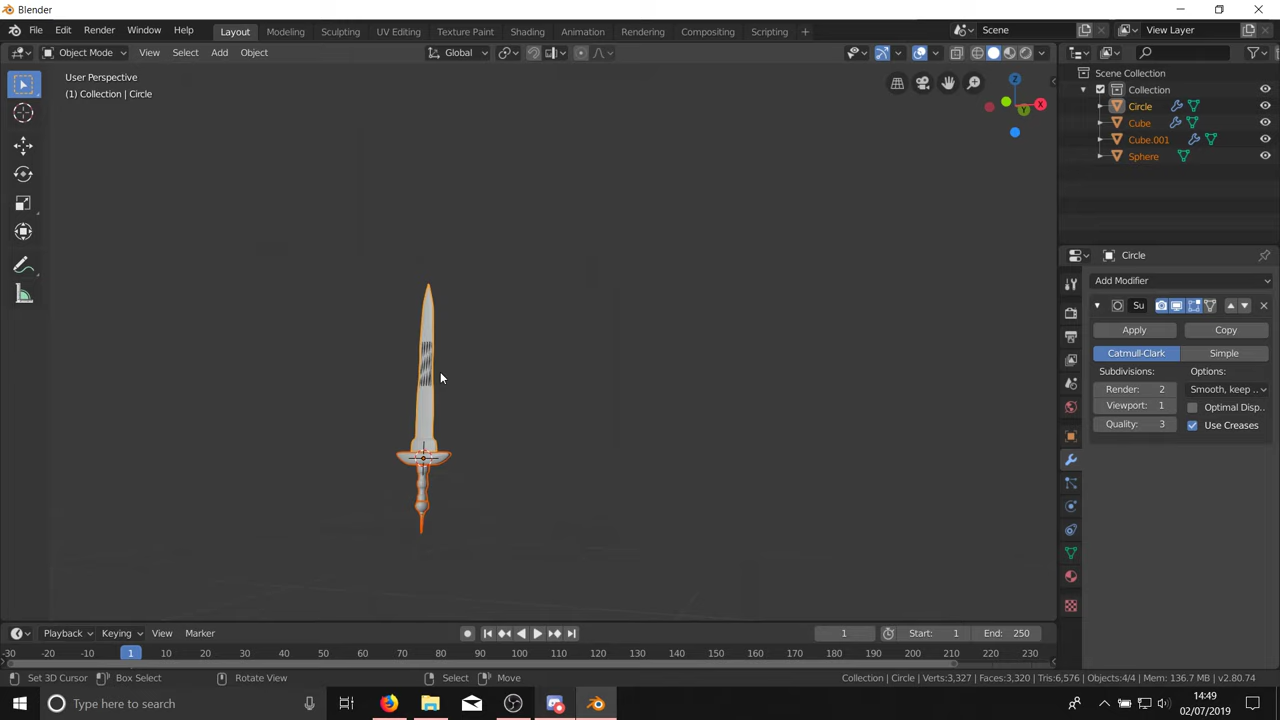 Blender
File Edit Render Window Help Layout Modeling Sculpting UV Editing Texture Paint Shading Animation Rendering Compositing Scripting + Scene View Layer
Object Mode View Select Add Object Global
User Perspective
(1) Collection | Circle
X
Y
Z
Scene Collection
Collection
Circle
Cube
Cube.001
Sphere
Circle
Add Modifier
Su
Apply Copy
Catmull-Clark Simple
Subdivisions: Options:
Render: 2 Smooth, keep ..
Viewport: 1 Optimal Disp..
Quality: 3 Use Creases
Playback Keying View Marker 1 Start: 1 End: 250
-30 -20 -10 1 10 20 30 40 50 60 70 80 90 100 110 120 130 140 150 160 170 180 190 200 210 220 230 240 250
Set 3D Cursor Box Select Rotate View Select Move Collection | Circle | Verts:3,327 | Faces:3,320 | Tris:6,576 | Objects:4/4 | Mem: 136.7 MB | v2.80.74
Type here to search
14:49
02/07/2019